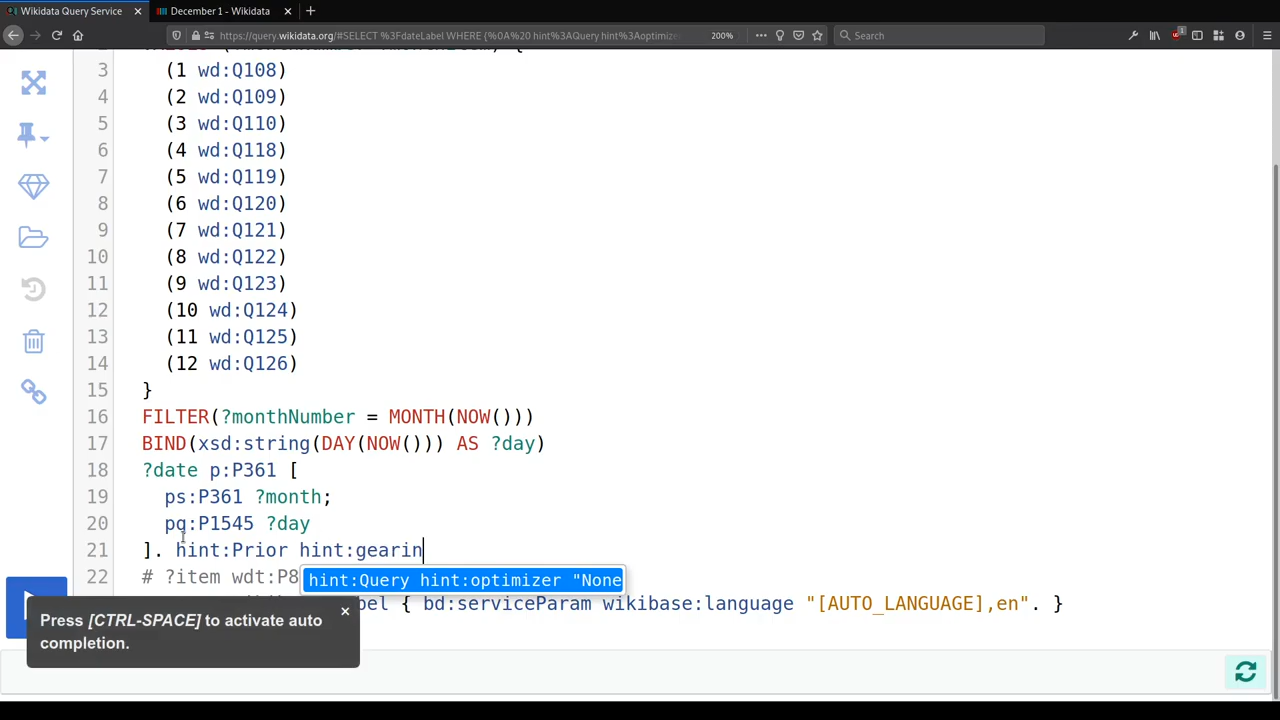 Wikidata Query Service
December 1 - Wikidata
https://query.wikidata.org/#SELECT %3FdateLabel WHERE {%0A%20 hint%3AQuery hint%3Aoptimize
200%
Search
1
3 (1 wd:Q108)
4 (2 wd:Q109)
5 (3 wd:Q110)
6 (4 wd:Q118)
7 (5 wd:Q119)
8 (6 wd:Q120)
9 (7 wd:Q121)
10 (8 wd:Q122)
11 (9 wd:Q123)
12 (10 wd:Q124)
13 (11 wd:Q125)
14 (12 wd:Q126)
15 }
16 FILTER(?monthNumber = MONTH(NOW()))
17 BIND(xsd:string(DAY(NOW())) AS ?day)
18 ?date p:P361 [
19 ps:P361 ?month;
20 pq:P1545 ?day
21 ]. hint:Prior hint:gearin
22 # ?item wdt:P8
hint:Query hint:optimizer "None
bel { bd:serviceParam wikibase:language "[AUTO_LANGUAGE],en". }
Press [CTRL-SPACE] to activate auto
completion.